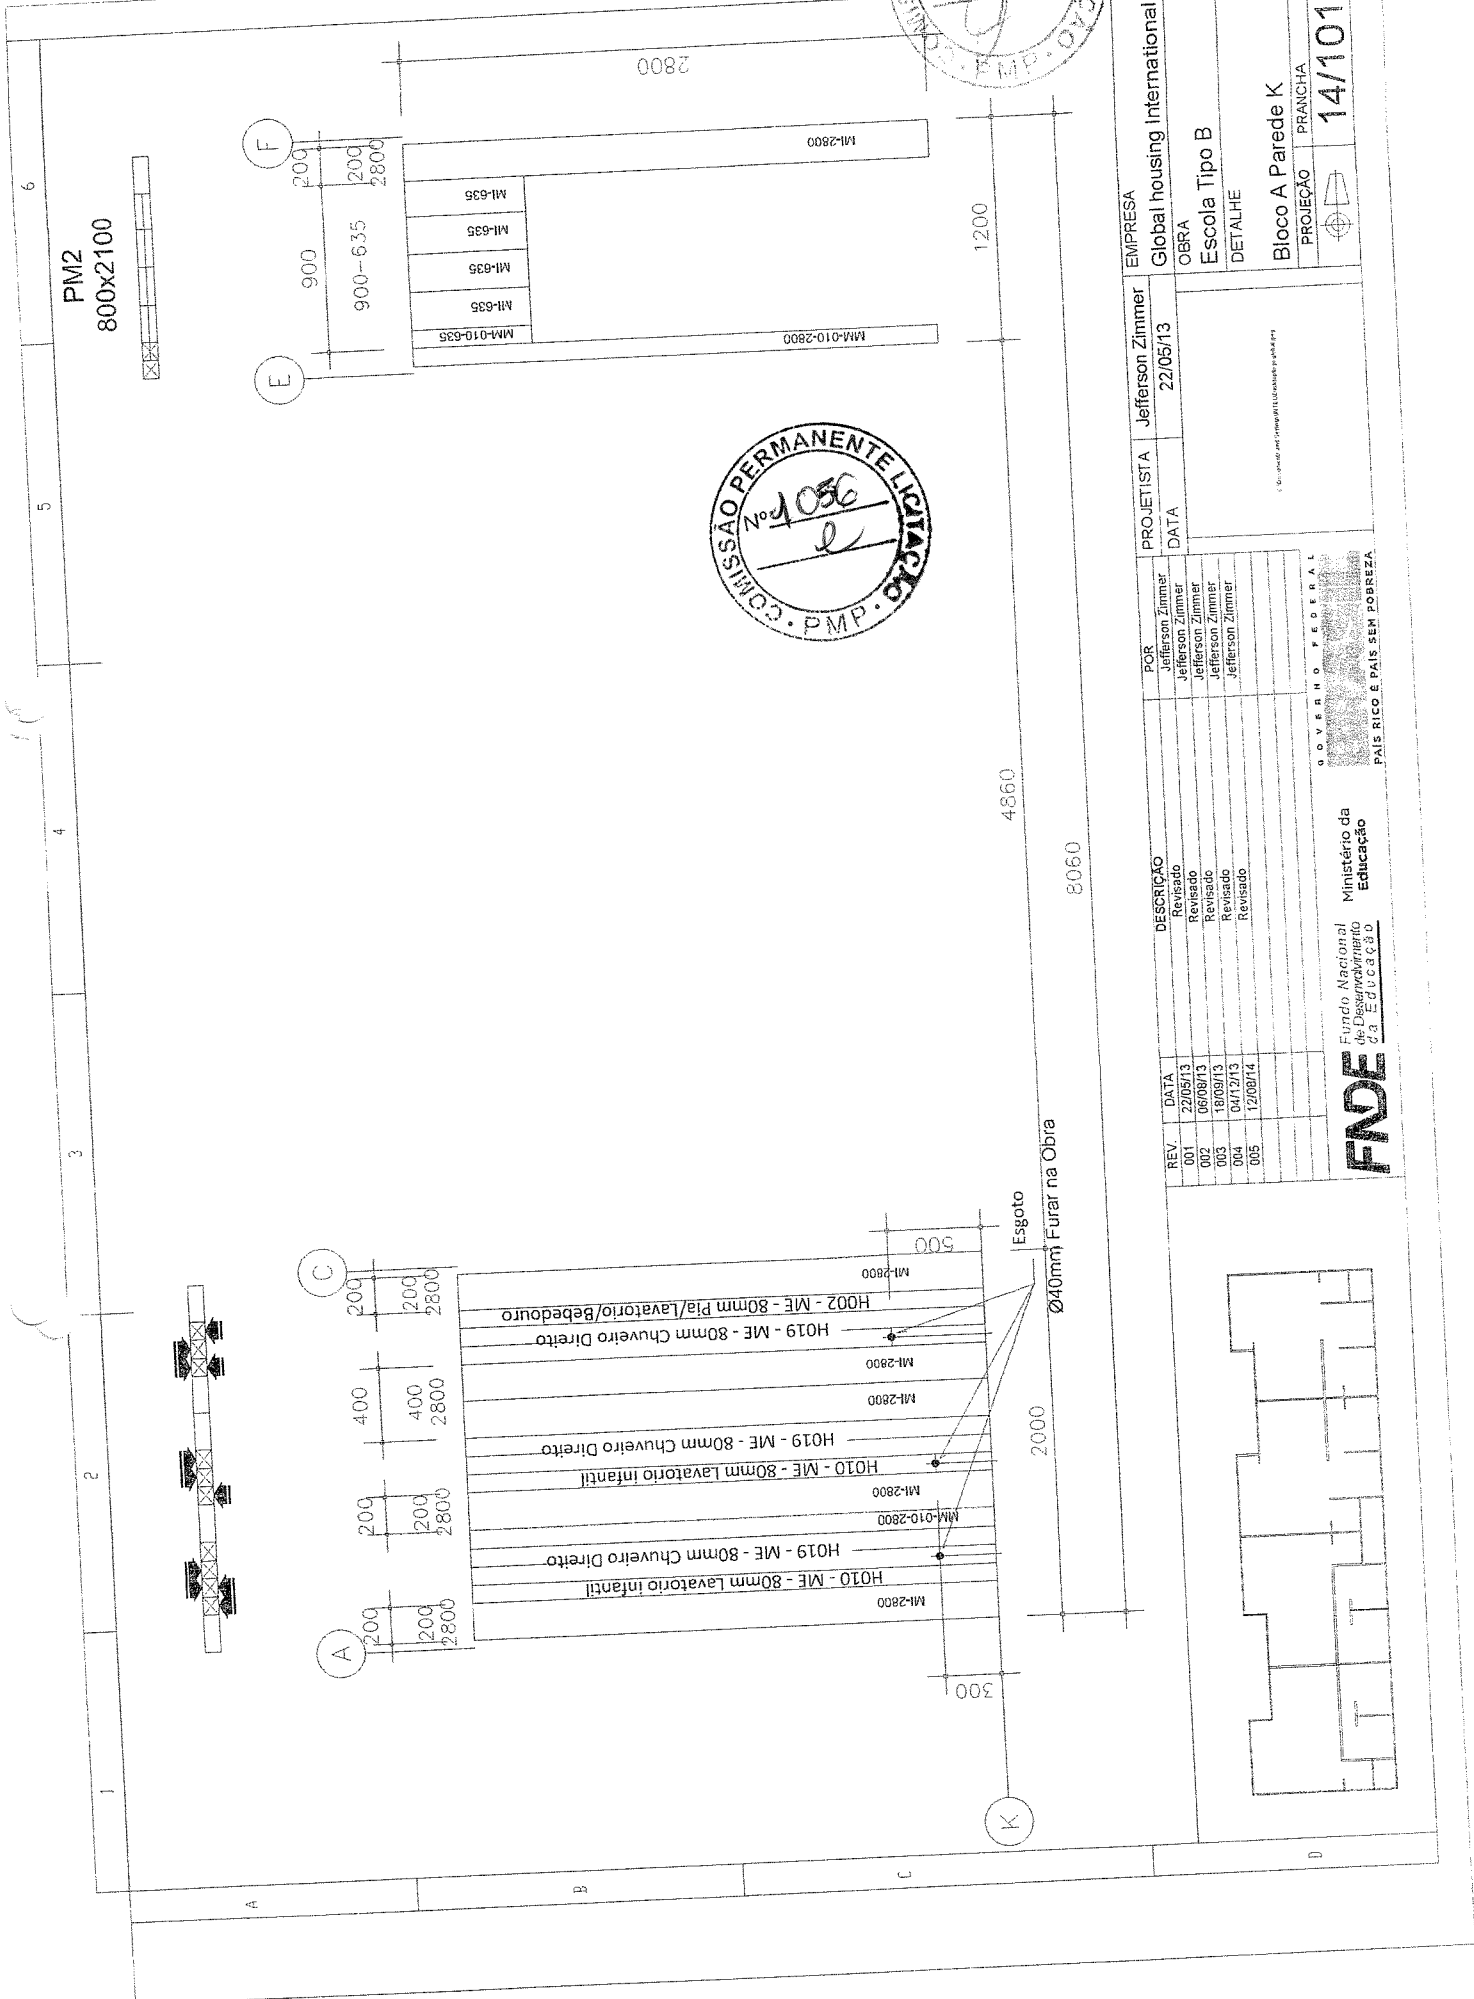 1
2
3
4
5
6
A
B
C
D
PM2
800x2100
A
C
E
F
K
200
200
2800
200
200
2800
400
400
2800
200
200
2800
900
900-635
200
200
2800
2800
MI-2800
H010 - ME - 80mm Lavatorio infantil
H019 - ME - 80mm Chuveiro Direito
MM-010-2800
MI-2800
H010 - ME - 80mm Lavatorio infantil
H019 - ME - 80mm Chuveiro Direito
MI-2800
MI-2800
H019 - ME - 80mm Chuveiro Direito
H002 - ME - 80mm Pia/Lavatorio/Bebedouro
MI-2800
MM-010-635
MI-635
MI-635
MI-635
MI-635
MM-010-2800
MI-2800
300
500
Esgoto
Ø40mm Furar na Obra
2000
4860
1200
8060
COMISSÃO PERMANENTE LICITAÇÃO · PMP ·
Nº 1056
REV. DATA DESCRIÇÃO POR
001 22/05/13 Revisado Jefferson Zimmer
002 06/08/13 Revisado Jefferson Zimmer
003 18/09/13 Revisado Jefferson Zimmer
004 04/12/13 Revisado Jefferson Zimmer
005 12/08/14 Revisado Jefferson Zimmer
PROJETISTA Jefferson Zimmer
DATA 22/05/13
EMPRESA
Global housing International
OBRA
Escola Tipo B
DETALHE
Bloco A Parede K
PROJEÇÃO PRANCHA
14/101
FNDE
Fundo Nacional
de Desenvolvimento
da Educação
Ministério da
Educação
GOVERNO FEDERAL
PAÍS RICO É PAÍS SEM POBREZA